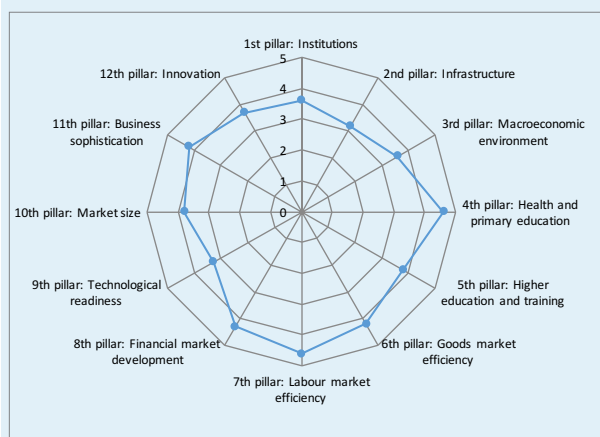 1st pillar: Institutions
2nd pillar: Infrastructure
3rd pillar: Macroeconomic
environment
4th pillar: Health and
primary education
5th pillar: Higher
education and training
6th pillar: Goods market
efficiency
7th pillar: Labour market
efficiency
8th pillar: Financial market
development
9th pillar: Technological
readiness
10th pillar: Market size
11th pillar: Business
sophistication
12th pillar: Innovation
5
4
3
2
1
0